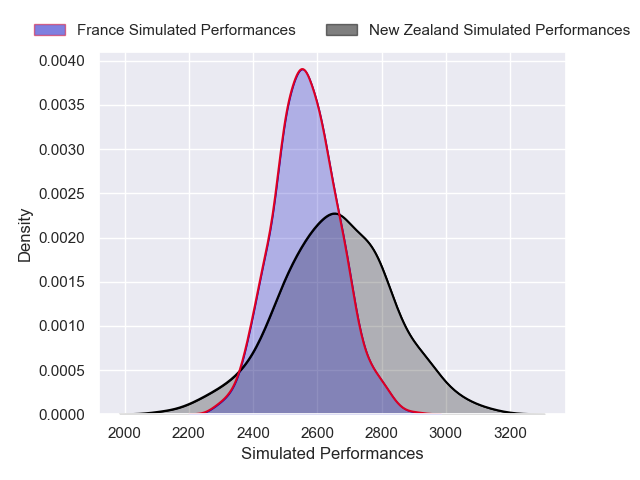 France Simulated Performances
New Zealand Simulated Performances
0.0040
0.0035
0.0030
0.0025
0.0020
0.0015
0.0010
0.0005
0.0000
Density
2000 2200 2400 2600 2800 3000 3200
Simulated Performances